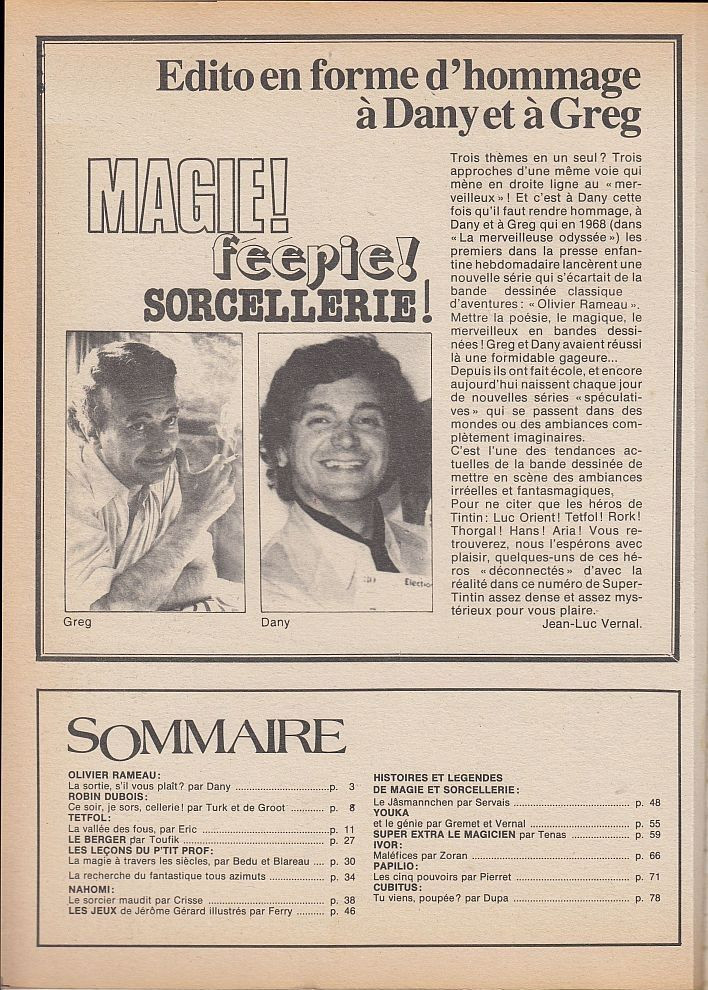 Edito en forme d'hommage
à Dany et à Greg
MAGIE!
féérie!
SORCELLERIE!
Trois thèmes en un seul? Trois
approches d'une même voie qui
mène en droite ligne au « mer-
veilleux »! Et c'est à Dany cette
fois qu'il faut rendre hommage, à
Dany et à Greg qui en 1968 (dans
« La merveilleuse odyssée ») les
premiers dans la presse enfan-
tine hebdomadaire lancèrent une
nouvelle série qui s'écartait de la
bande dessinée classique
d'aventures: « Olivier Rameau ».
Mettre la poésie, le magique, le
merveilleux en bandes dessi-
nées! Greg et Dany avaient réussi
là une formidable gageure...
Depuis ils ont fait école, et encore
aujourd'hui naissent chaque jour
de nouvelles séries « spéculati-
ves » qui se passent dans des
mondes ou des ambiances com-
plètement imaginaires.
C'est l'une des tendances ac-
tuelles de la bande dessinée de
mettre en scène des ambiances
irréelles et fantasmagiques,
Pour ne citer que les héros de
Tintin: Luc Orient! Tetfol! Rork!
Thorgal! Hans! Aria! Vous re-
trouverez, nous l'espérons avec
plaisir, quelques-uns de ces hé-
ros « déconnectés » d'avec la
réalité dans ce numéro de Super-
Tintin assez dense et assez mys-
térieux pour vous plaire.
Jean-Luc Vernal.
Electro
Greg
Dany
SOMMAIRE
OLIVIER RAMEAU:
La sortie, s'il vous plaît? par Dany ........ p. 3
ROBIN DUBOIS:
Ce soir, je sors, cellerie! par Turk et de Groot ........ p. 8
TETFOL:
La vallée des fous, par Eric ........ p. 11
LE BERGER par Toufik ........ p. 27
LES LEÇONS DU P'TIT PROF:
La magie à travers les siècles, par Bedu et Blareau .... p. 30
La recherche du fantastique tous azimuts ........ p. 34
NAHOMI:
Le sorcier maudit par Crisse ........ p. 38
LES JEUX de Jérôme Gérard illustrés par Ferry ........ p. 46
HISTOIRES ET LEGENDES
DE MAGIE ET SORCELLERIE:
Le Jâsmannchen par Servais ........ p. 48
YOUKA
et le génie par Gremet et Vernal ........ p. 55
SUPER EXTRA LE MAGICIEN par Tenas ........ p. 59
IVOR:
Maléfices par Zoran ........ p. 66
PAPILIO:
Les cinq pouvoirs par Pierret ........ p. 71
CUBITUS:
Tu viens, poupée? par Dupa ........ p. 78